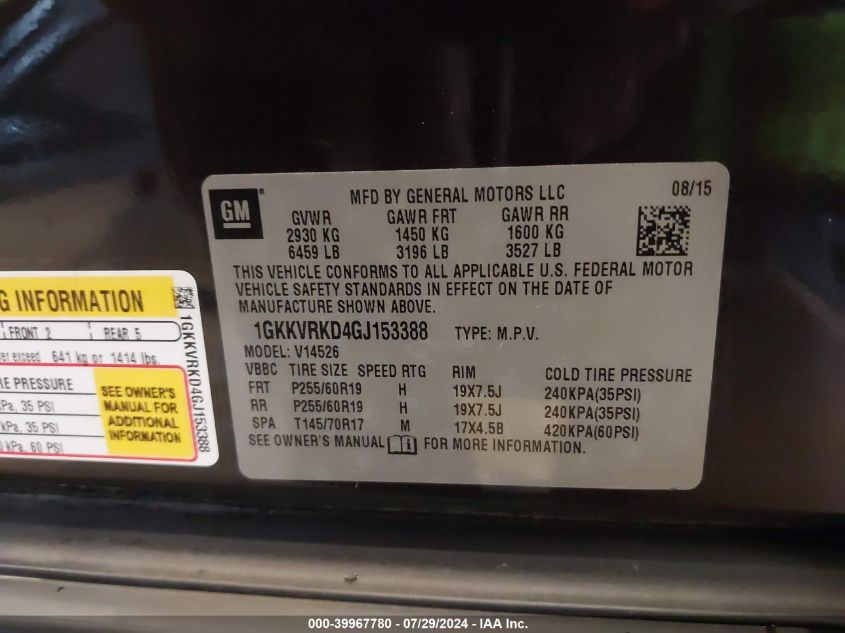 GM
MFD BY GENERAL MOTORS LLC 08/15
GVWR GAWR FRT GAWR RR
2930 KG 1450 KG 1600 KG
6459 LB 3196 LB 3527 LB
THIS VEHICLE CONFORMS TO ALL APPLICABLE U.S. FEDERAL MOTOR
VEHICLE SAFETY STANDARDS IN EFFECT ON THE DATE OF
MANUFACTURE SHOWN ABOVE.
1GKKVRKD4GJ153388 TYPE: M.P.V.
MODEL: V14526
VBBC TIRE SIZE SPEED RTG RIM COLD TIRE PRESSURE
FRT P255/60R19 H 19X7.5J 240KPA(35PSI)
RR P255/60R19 H 19X7.5J 240KPA(35PSI)
SPA T145/70R17 M 17X4.5B 420KPA(60PSI)
SEE OWNER'S MANUAL i FOR MORE INFORMATION.
G INFORMATION
FRONT 2 REAR 5
exceed 641 kg or 1414 lbs.
RE PRESSURE
kPa, 35 PSI
kPa, 35 PSI
kPa, 60 PSI
SEE OWNER'S
MANUAL FOR
ADDITIONAL
INFORMATION
1GKKVRKD4GJ153388
000-39967780 - 07/29/2024 - IAA Inc.